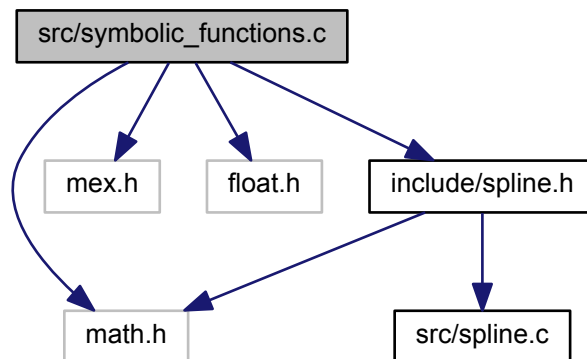 src/symbolic_functions.c
mex.h
float.h
include/spline.h
math.h
src/spline.c